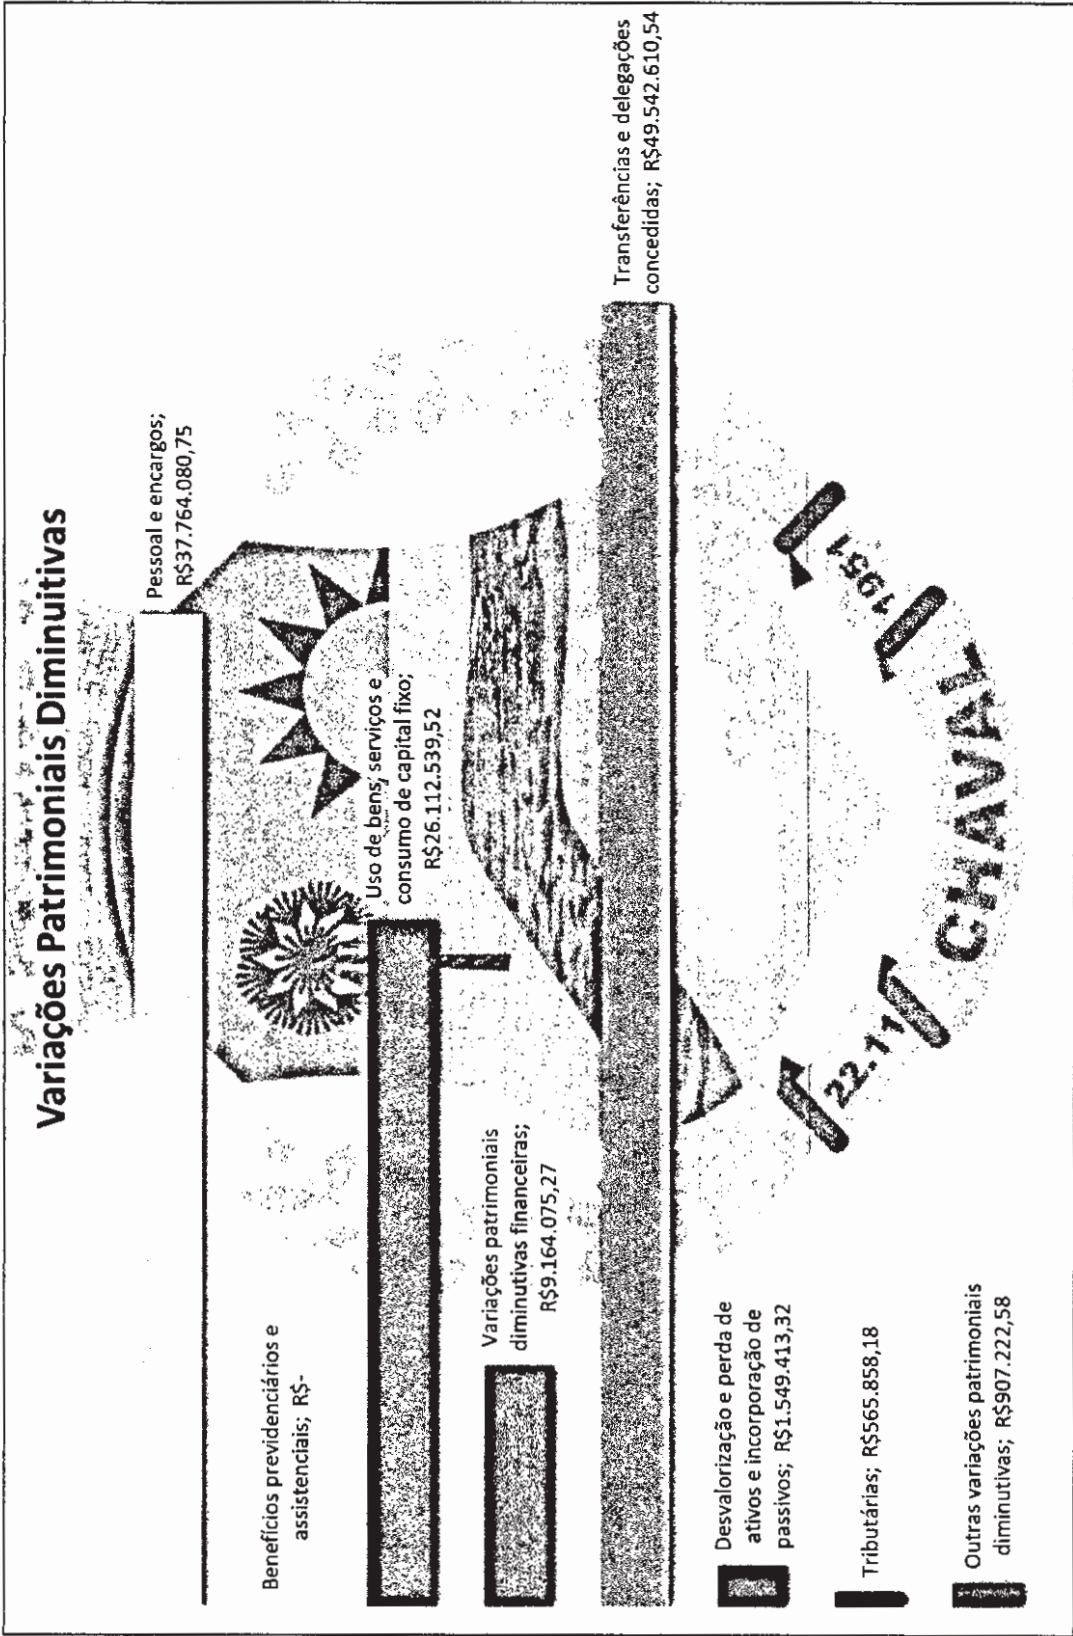 Variações Patrimoniais Diminuitivas
Pessoal e encargos;
R$37.764.080,75
Benefícios previdenciários e
assistenciais; R$-
Uso de bens, serviços e
consumo de capital fixo;
R$26.112.539,52
Variações patrimoniais
diminutivas financeiras;
R$9.164.075,27
Transferências e delegações
concedidas; R$49.542.610,54
Desvalorização e perda de
ativos e incorporação de
passivos; R$1.549.413,32
Tributárias; R$565.858,18
Outras variações patrimoniais
diminutivas; R$907.222,58
22.11
CHAVAL
1951